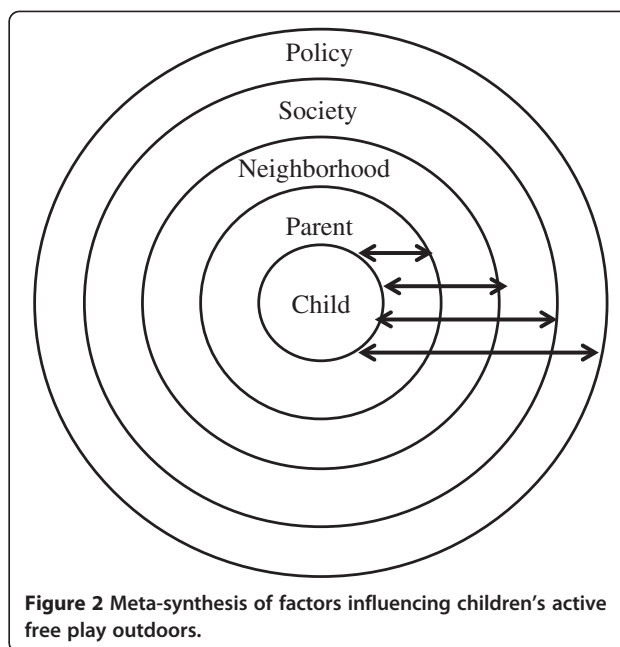 Policy
Society
Neighborhood
Parent
Child
Figure 2 Meta-synthesis of factors influencing children's active
free play outdoors.